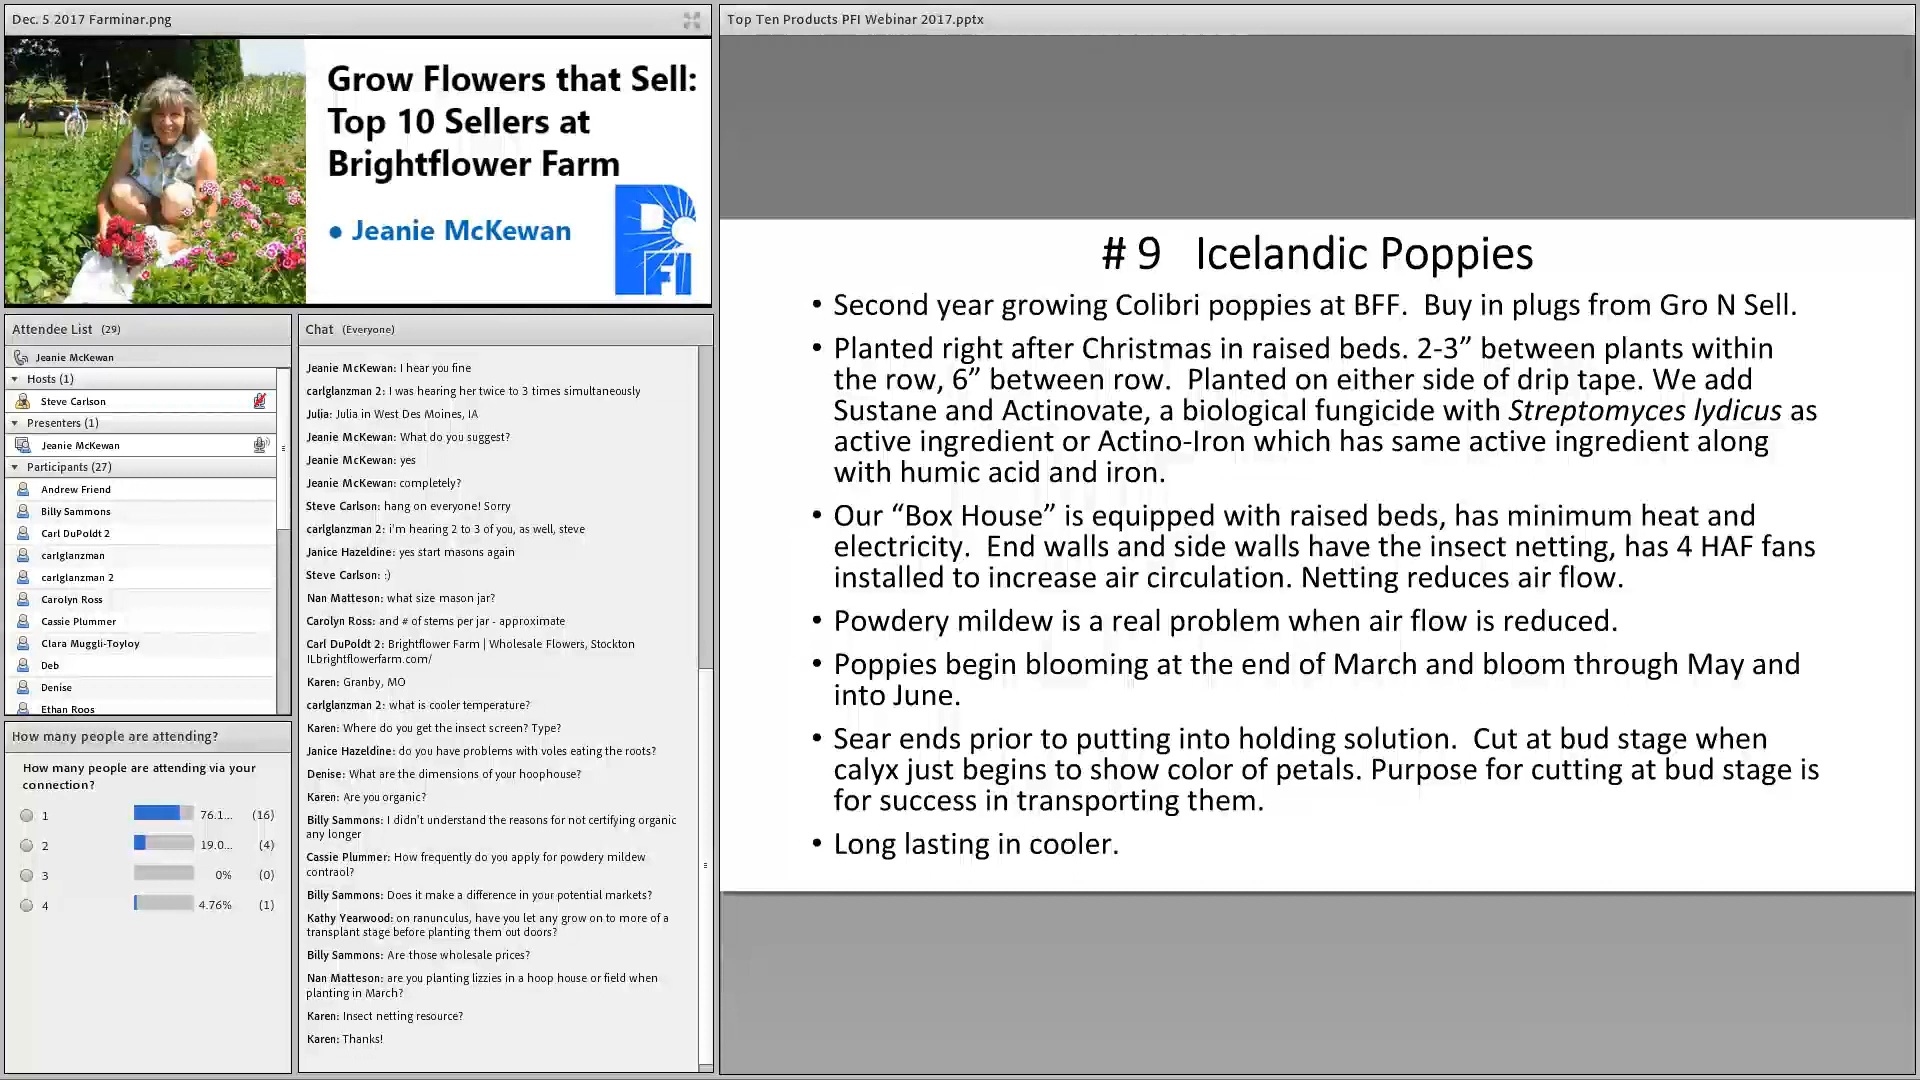 Dec. 5 2017 Farminar.png
Grow Flowers that Sell:
Top 10 Sellers at
Brightflower Farm
• Jeanie McKewan
PFI
Attendee List (29)
Jeanie McKewan
Hosts (1)
Steve Carlson
Presenters (1)
Jeanie McKewan
Participants (27)
Andrew Friend
Billy Sammons
Carl DuPoldt 2
carlglanzman
carlglanzman 2
Carolyn Ross
Cassie Plummer
Clara Muggli-Toyloy
Deb
Denise
Ethan Roos
How many people are attending?
How many people are attending via your
connection?
1 76.1... (16)
2 19.0... (4)
3 0% (0)
4 4.76% (1)
Chat (Everyone)
Jeanie McKewan: I hear you fine
carlglanzman 2: I was hearing her twice to 3 times simultaneously
Julia: Julia in West Des Moines, IA
Jeanie McKewan: What do you suggest?
Jeanie McKewan: yes
Jeanie McKewan: completely?
Steve Carlson: hang on everyone! Sorry
carlglanzman 2: i'm hearing 2 to 3 of you, as well, steve
Janice Hazeldine: yes start masons again
Steve Carlson: :)
Nan Matteson: what size mason jar?
Carolyn Ross: and # of stems per jar - approximate
Carl DuPoldt 2: Brightflower Farm | Wholesale Flowers, Stockton
ILbrightflowerfarm.com/
Karen: Granby, MO
carlglanzman 2: what is cooler temperature?
Karen: Where do you get the insect screen? Type?
Janice Hazeldine: do you have problems with voles eating the roots?
Denise: What are the dimensions of your hoophouse?
Karen: Are you organic?
Billy Sammons: I didn't understand the reasons for not certifying organic
any longer
Cassie Plummer: How frequently do you apply for powdery mildew
contraol?
Billy Sammons: Does it make a difference in your potential markets?
Kathy Yearwood: on ranunculus, have you let any grow on to more of a
transplant stage before planting them out doors?
Billy Sammons: Are those wholesale prices?
Nan Matteson: are you planting lizzies in a hoop house or field when
planting in March?
Karen: Insect netting resource?
Karen: Thanks!
Top Ten Products PFI Webinar 2017.pptx
# 9 Icelandic Poppies
• Second year growing Colibri poppies at BFF. Buy in plugs from Gro N Sell.
• Planted right after Christmas in raised beds. 2-3” between plants within
the row, 6” between row. Planted on either side of drip tape. We add
Sustane and Actinovate, a biological fungicide with Streptomyces lydicus as
active ingredient or Actino-Iron which has same active ingredient along
with humic acid and iron.
• Our “Box House” is equipped with raised beds, has minimum heat and
electricity. End walls and side walls have the insect netting, has 4 HAF fans
installed to increase air circulation. Netting reduces air flow.
• Powdery mildew is a real problem when air flow is reduced.
• Poppies begin blooming at the end of March and bloom through May and
into June.
• Sear ends prior to putting into holding solution. Cut at bud stage when
calyx just begins to show color of petals. Purpose for cutting at bud stage is
for success in transporting them.
• Long lasting in cooler.